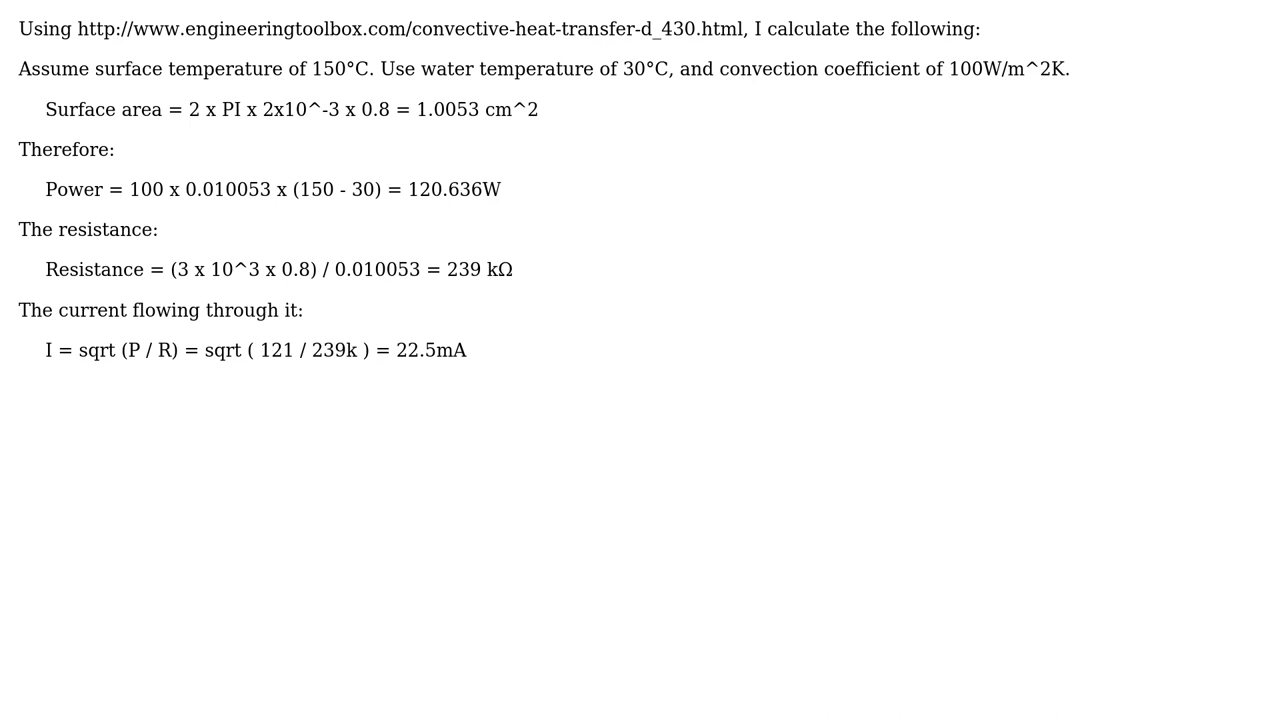 Using http://www.engineeringtoolbox.com/convective-heat-transfer-d_430.html, I calculate the following:
Assume surface temperature of 150°C. Use water temperature of 30°C, and convection coefficient of 100W/m^2K.
Surface area = 2 x PI x 2x10^-3 x 0.8 = 1.0053 cm^2
Therefore:
Power = 100 x 0.010053 x (150 - 30) = 120.636W
The resistance:
Resistance = (3 x 10^3 x 0.8) / 0.010053 = 239 kΩ
The current flowing through it:
I = sqrt (P / R) = sqrt ( 121 / 239k ) = 22.5mA